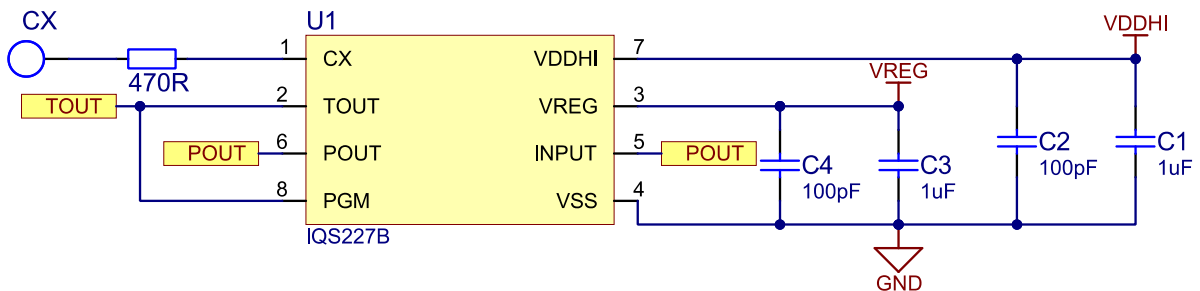 CX
U1
VDDHI
1
CX
VDDHI
7
470R
VREG
TOUT
2
TOUT
VREG
3
POUT
6
POUT
INPUT
5
POUT
C4
100pF
C3
1uF
C2
100pF
C1
1uF
8
PGM
VSS
4
IQS227B
GND